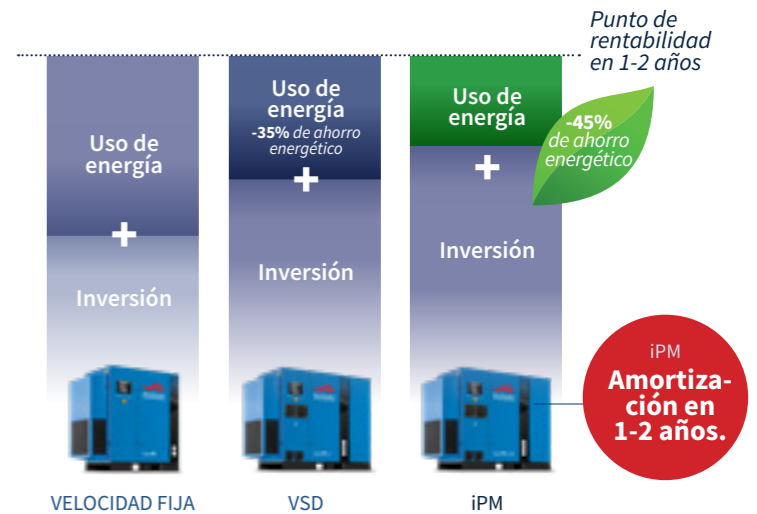 Punto de
rentabilidad
en 1-2 años
Uso de
energía
+
Inversión
VELOCIDAD FIJA
Uso de
energía
-35% de ahorro
energético
+
Inversión
VSD
Uso de
energía
+
Inversión
iPM
-45%
de ahorro
energético
iPM
Amortiza-
ción en
1-2 años.